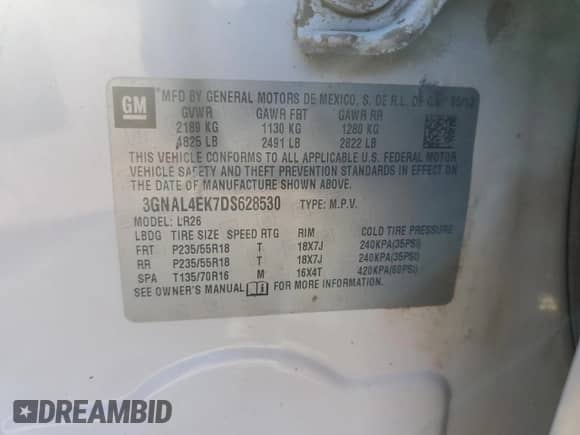 GM
MFD BY GENERAL MOTORS DE MEXICO, S. DE R.L. DE C.V.
GVWR GAWR FRT GAWR RR
2189 KG 1130 KG 1280 KG
4825 LB 2491 LB 2822 LB
THIS VEHICLE CONFORMS TO ALL APPLICABLE U.S. FEDERAL MOTOR
VEHICLE SAFETY AND THEFT PREVENTION STANDARDS IN EFFECT ON
THE DATE OF MANUFACTURE SHOWN ABOVE.
3GNAL4EK7DS628530 TYPE: M.P.V.
MODEL: LR26
LBDG TIRE SIZE SPEED RTG RIM COLD TIRE PRESSURE
FRT P235/55R18 T 18X7J 240KPA(35PSI)
RR P235/55R18 T 18X7J 240KPA(35PSI)
SPA T135/70R16 M 16X4T 420KPA(60PSI)
SEE OWNER'S MANUAL FOR MORE INFORMATION.
DREAMBID